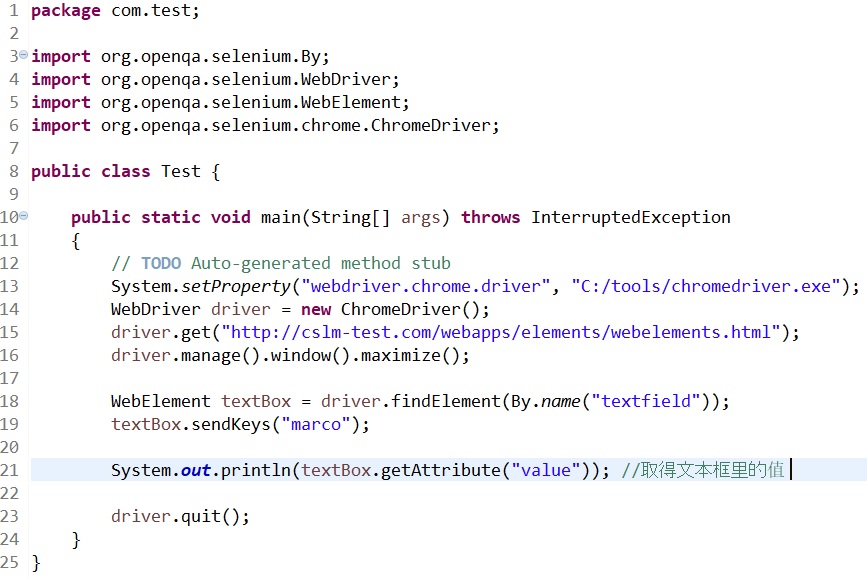 1 package com.test;
2
3 import org.openqa.selenium.By;
4 import org.openqa.selenium.WebDriver;
5 import org.openqa.selenium.WebElement;
6 import org.openqa.selenium.chrome.ChromeDriver;
7
8 public class Test {
9
10 public static void main(String[] args) throws InterruptedException
11 {
12 // TODO Auto-generated method stub
13 System.setProperty("webdriver.chrome.driver", "C:/tools/chromedriver.exe");
14 WebDriver driver = new ChromeDriver();
15 driver.get("http://cslm-test.com/webapps/elements/webelements.html");
16 driver.manage().window().maximize();
17
18 WebElement textBox = driver.findElement(By.name("textfield"));
19 textBox.sendKeys("marco");
20
21 System.out.println(textBox.getAttribute("value")); //取得文本框里的值
22
23 driver.quit();
24 }
25 }